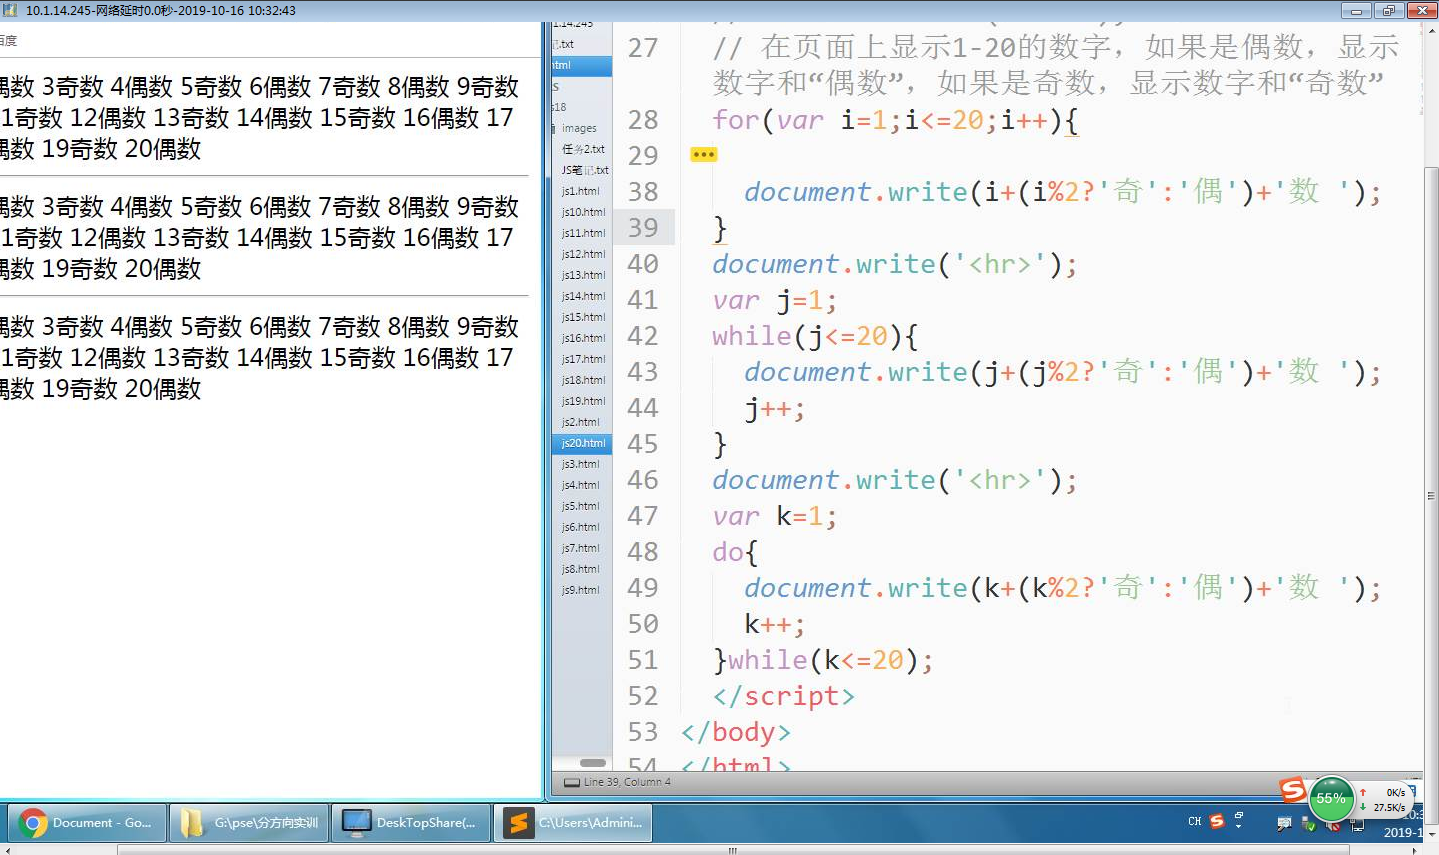 10.1.14.245-网络延时0.0秒-2019-10-16 10:32:43
百度
偶数 3奇数 4偶数 5奇数 6偶数 7奇数 8偶数 9奇数
1奇数 12偶数 13奇数 14偶数 15奇数 16偶数 17
偶数 19奇数 20偶数
偶数 3奇数 4偶数 5奇数 6偶数 7奇数 8偶数 9奇数
1奇数 12偶数 13奇数 14偶数 15奇数 16偶数 17
偶数 19奇数 20偶数
偶数 3奇数 4偶数 5奇数 6偶数 7奇数 8偶数 9奇数
1奇数 12偶数 13奇数 14偶数 15奇数 16偶数 17
偶数 19奇数 20偶数
1.14.245
.txt
html
s18
images
任务2.txt
JS笔记.txt
js1.html
js10.html
js11.html
js12.html
js13.html
js14.html
js15.html
js16.html
js17.html
js18.html
js19.html
js2.html
js20.html
js3.html
js4.html
js5.html
js6.html
js7.html
js8.html
js9.html
27 // 在页面上显示1-20的数字，如果是偶数，显示
数字和“偶数”，如果是奇数，显示数字和“奇数”
28 for(var i=1;i<=20;i++){
29
38 document.write(i+(i%2?'奇':'偶')+'数 ');
39 }
40 document.write('<hr>');
41 var j=1;
42 while(j<=20){
43 document.write(j+(j%2?'奇':'偶')+'数 ');
44 j++;
45 }
46 document.write('<hr>');
47 var k=1;
48 do{
49 document.write(k+(k%2?'奇':'偶')+'数 ');
50 k++;
51 }while(k<=20);
52 </script>
53 </body>
54 </html>
Line 39, Column 4
55%
0K/s
27.5K/s
Document - Go...
G:\pse\分方向实训
DeskTopShare(...
C:\Users\Admini...
CH
2019-1